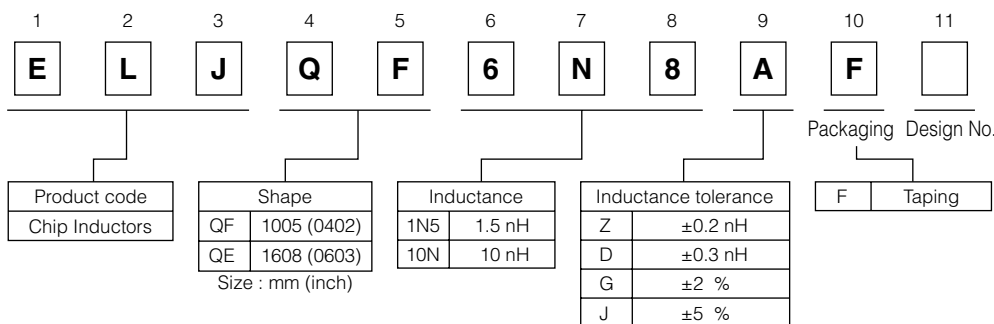 1 2 3 4 5 6 7 8 9 10 11
E L J Q F 6 N 8 A F
Packaging Design No.
Product code
Chip Inductors
Shape
QF 1005 (0402)
QE 1608 (0603)
Size : mm (inch)
Inductance
1N5 1.5 nH
10N 10 nH
Inductance tolerance
Z ±0.2 nH
D ±0.3 nH
G ±2 %
J ±5 %
F Taping